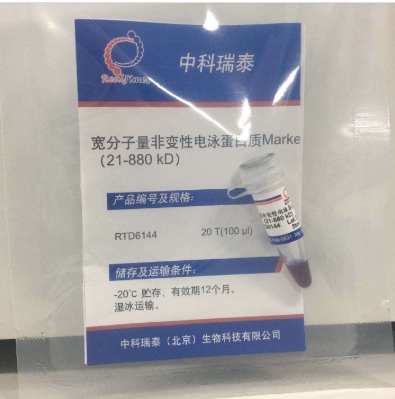 中科瑞泰
宽分子量非变性电泳蛋白质Marke
（21-880 kD）
产品编号及规格:
RTD6144 20 T(100 μl)
(21-880 kD)
储存及运输条件:
-20℃ 贮存，有效期12个月。
湿冰运输。
中科瑞泰（北京）生物科技有限公司